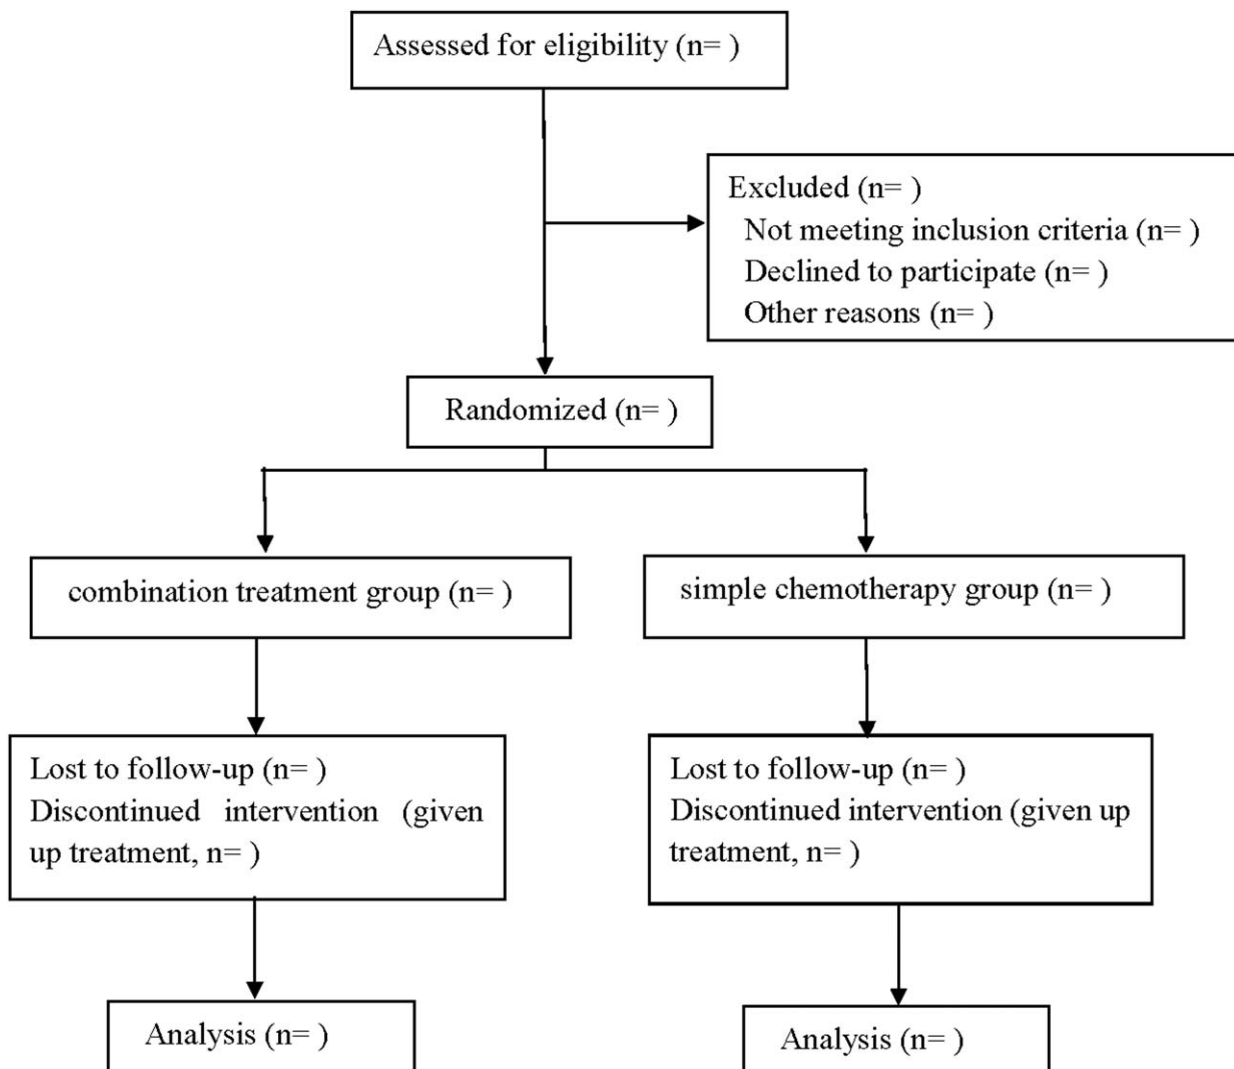 Assessed for eligibility (n= )
Excluded (n= )
Not meeting inclusion criteria (n= )
Declined to participate (n= )
Other reasons (n= )
Randomized (n= )
combination treatment group (n= )
simple chemotherapy group (n= )
Lost to follow-up (n= )
Discontinued intervention (given
up treatment, n= )
Lost to follow-up (n= )
Discontinued intervention (given up
treatment, n= )
Analysis (n= )
Analysis (n= )